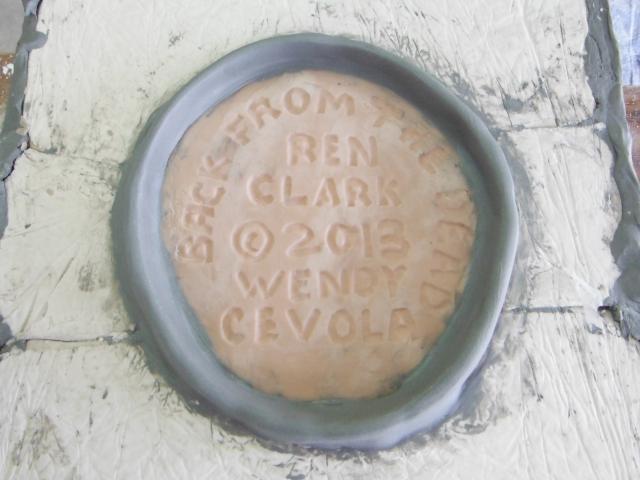 BACK FROM THE DEAD
REN
CLARK
© 2013
WENDY
CEVOLA